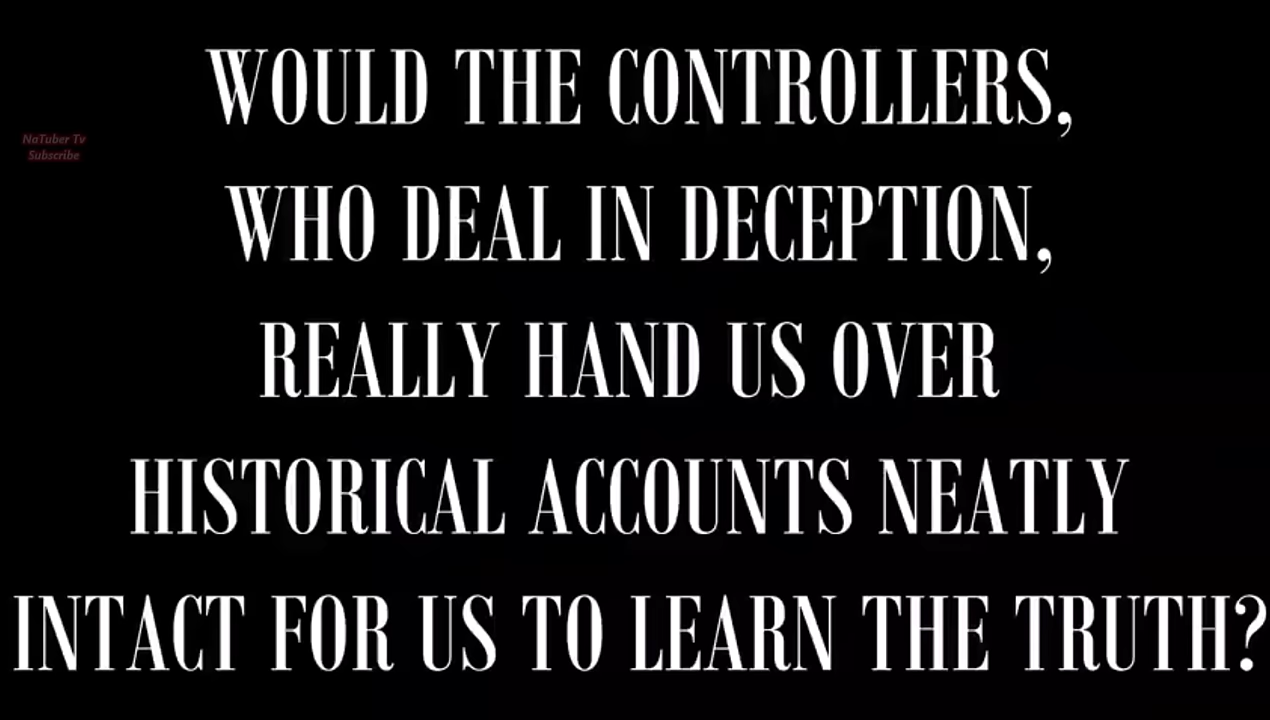 WOULD THE CONTROLLERS,
NaTuber Tv
Subscribe
WHO DEAL IN DECEPTION,
REALLY HAND US OVER
HISTORICAL ACCOUNTS NEATLY
INTACT FOR US TO LEARN THE TRUTH?